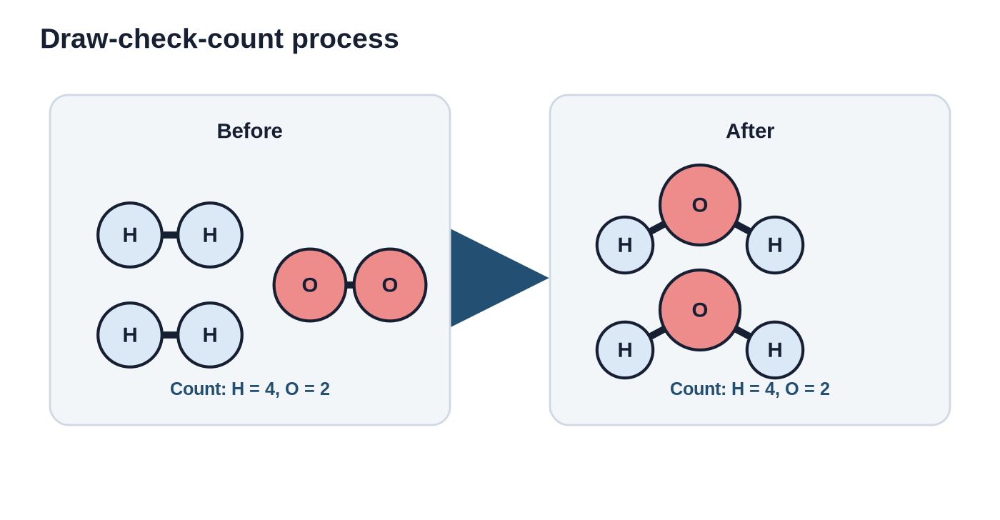 Draw-check-count process
Before
H H
O O
H H
Count: H = 4, O = 2
After
O
H H
O
H H
Count: H = 4, O = 2